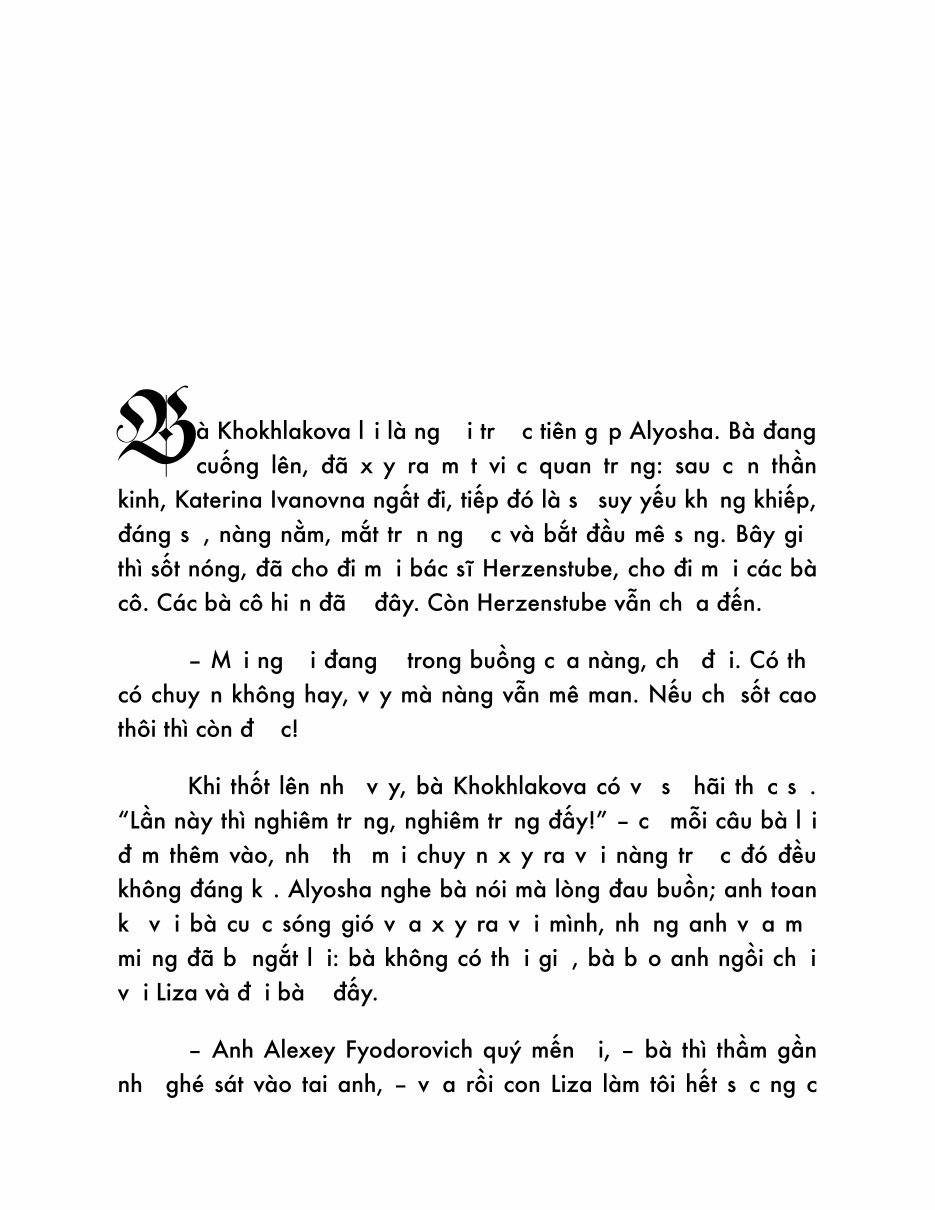 Bà Khokhlakova l i là ng  i tr  c tiên g p Alyosha. Bà đang
cuống lên, đã x y ra m t vi c quan tr ng: sau c n thần
kinh, Katerina Ivanovna ngất đi, tiếp đó là s  suy yếu kh ng khiếp,
đáng s , nàng nằm, mắt tr n ng  c và bắt đầu mê s ng. Bây gi
thì sốt nóng, đã cho đi m i bác sĩ Herzenstube, cho đi m i các bà
cô. Các bà cô hi n đã  đây. Còn Herzenstube vẫn ch a đến.
– M i ng  i đang  trong buồng c a nàng, ch  đ i. Có th
có chuy n không hay, v y mà nàng vẫn mê man. Nếu ch  sốt cao
thôi thì còn đ  c!
Khi thốt lên nh  v y, bà Khokhlakova có v  s  hãi th c s .
“Lần này thì nghiêm tr ng, nghiêm tr ng đấy!” – c  mỗi câu bà l i
đ m thêm vào, nh  th  m i chuy n x y ra v i nàng tr  c đó đều
không đáng k . Alyosha nghe bà nói mà lòng đau buồn; anh toan
k  v i bà cu c sóng gió v a x y ra v i mình, nh ng anh v a m
mi ng đã b  ngắt l i: bà không có th i gi , bà b o anh ngồi ch i
v i Liza và đ i bà  đấy.
– Anh Alexey Fyodorovich quý mến  i, – bà thì thầm gần
nh  ghé sát vào tai anh, – v a rồi con Liza làm tôi hết s c ng c